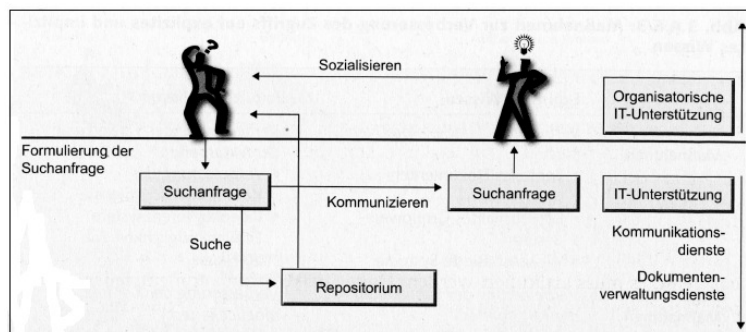 Sozialisieren
Organisatorische
IT-Unterstützung
Formulierung der
Suchanfrage
Suchanfrage
Kommunizieren
Suchanfrage
IT-Unterstützung
Suche
Kommunikations-
dienste
Repositorium
Dokumenten-
verwaltungsdienste